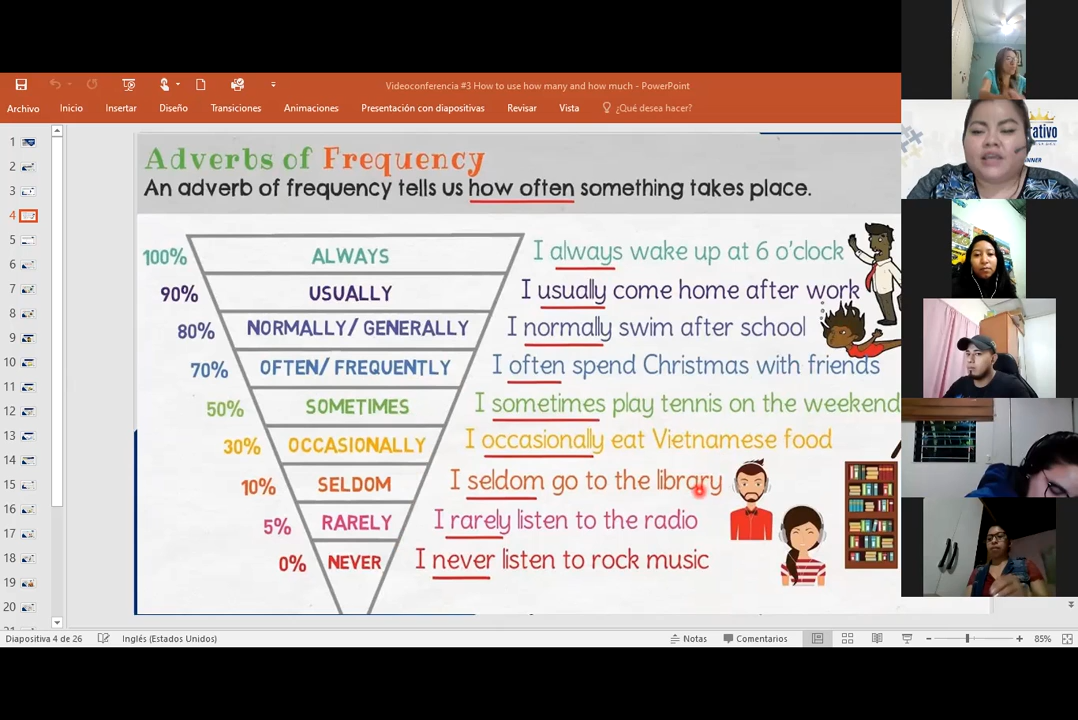 Videoconferencia #3 How to use how many and how much - PowerPoint
Archivo Inicio Insertar Diseño Transiciones Animaciones Presentación con diapositivas Revisar Vista ¿Qué desea hacer?
1
2
3
4
5
6
7
8
9
10
11
12
13
14
15
16
17
18
19
20
Adverbs of Frequency
An adverb of frequency tells us how often something takes place.
100% ALWAYS I always wake up at 6 o'clock
90% USUALLY I usually come home after work
80% NORMALLY/ GENERALLY I normally swim after school
70% OFTEN/ FREQUENTLY I often spend Christmas with friends
50% SOMETIMES I sometimes play tennis on the weekend
30% OCCASIONALLY I occasionally eat Vietnamese food
10% SELDOM I seldom go to the library
5% RARELY I rarely listen to the radio
0% NEVER I never listen to rock music
Diapositiva 4 de 26 Inglés (Estados Unidos) Notas Comentarios 85%